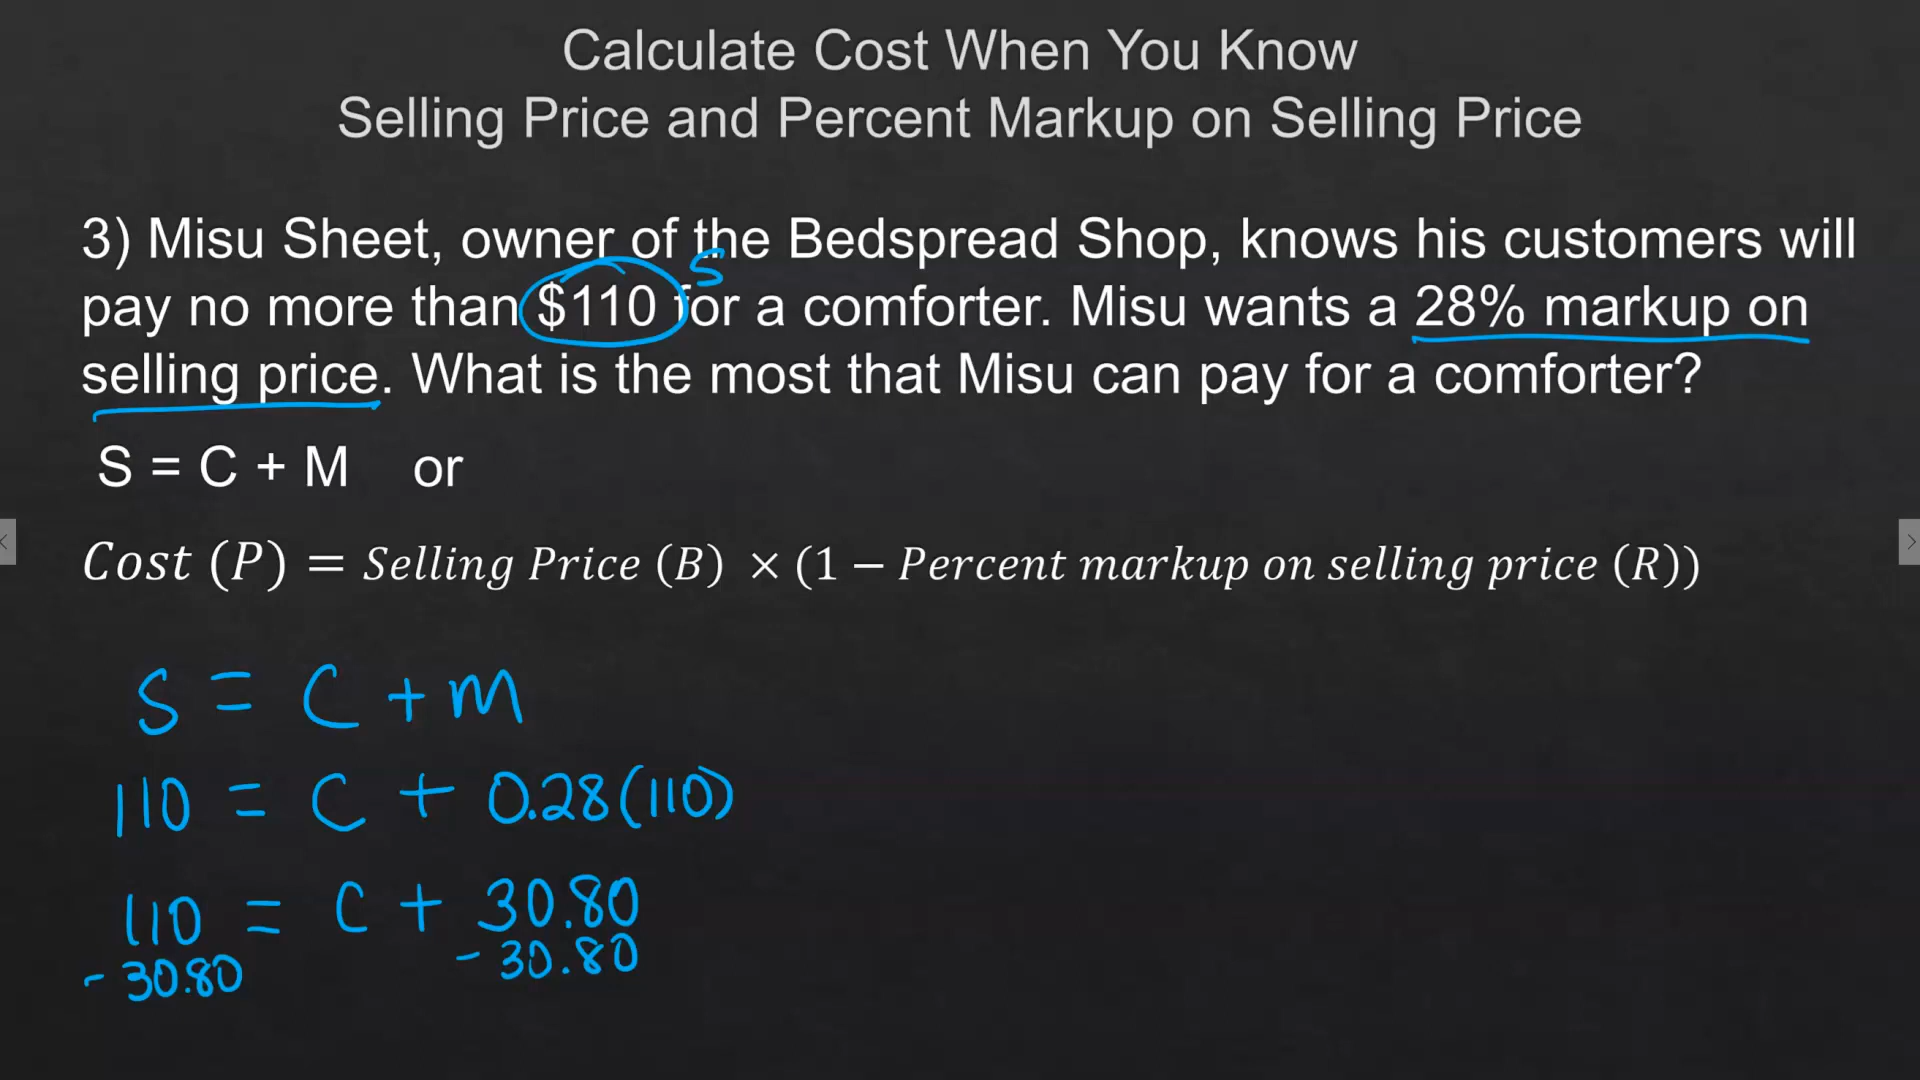 Calculate Cost When You Know
Selling Price and Percent Markup on Selling Price
3) Misu Sheet, owner of the Bedspread Shop, knows his customers will
S
pay no more than $110 for a comforter. Misu wants a 28% markup on
selling price. What is the most that Misu can pay for a comforter?
S = C + M or
Cost (P) = Selling Price (B) × (1 − Percent markup on selling price (R))
S = C + M
110 = C + 0.28(110)
110 = C + 30.80
- 30.80 - 30.80